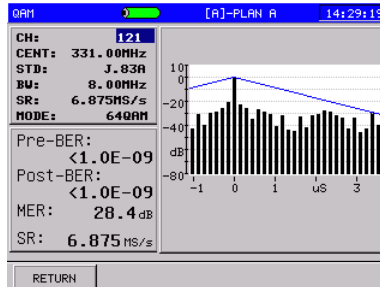 QAM [A]-PLAN A 14:29:19
CH: 121
CENT: 331.00MHz
STD: J.83A
BW: 8.00MHz
SR: 6.875MS/s
MODE: 64QAM
Pre-BER:
<1.0E-09
Post-BER:
<1.0E-09
MER: 28.4dB
SR: 6.875MS/s
10
0
-20
-40
dB
-80
-1 0 1 uS 3
RETURN